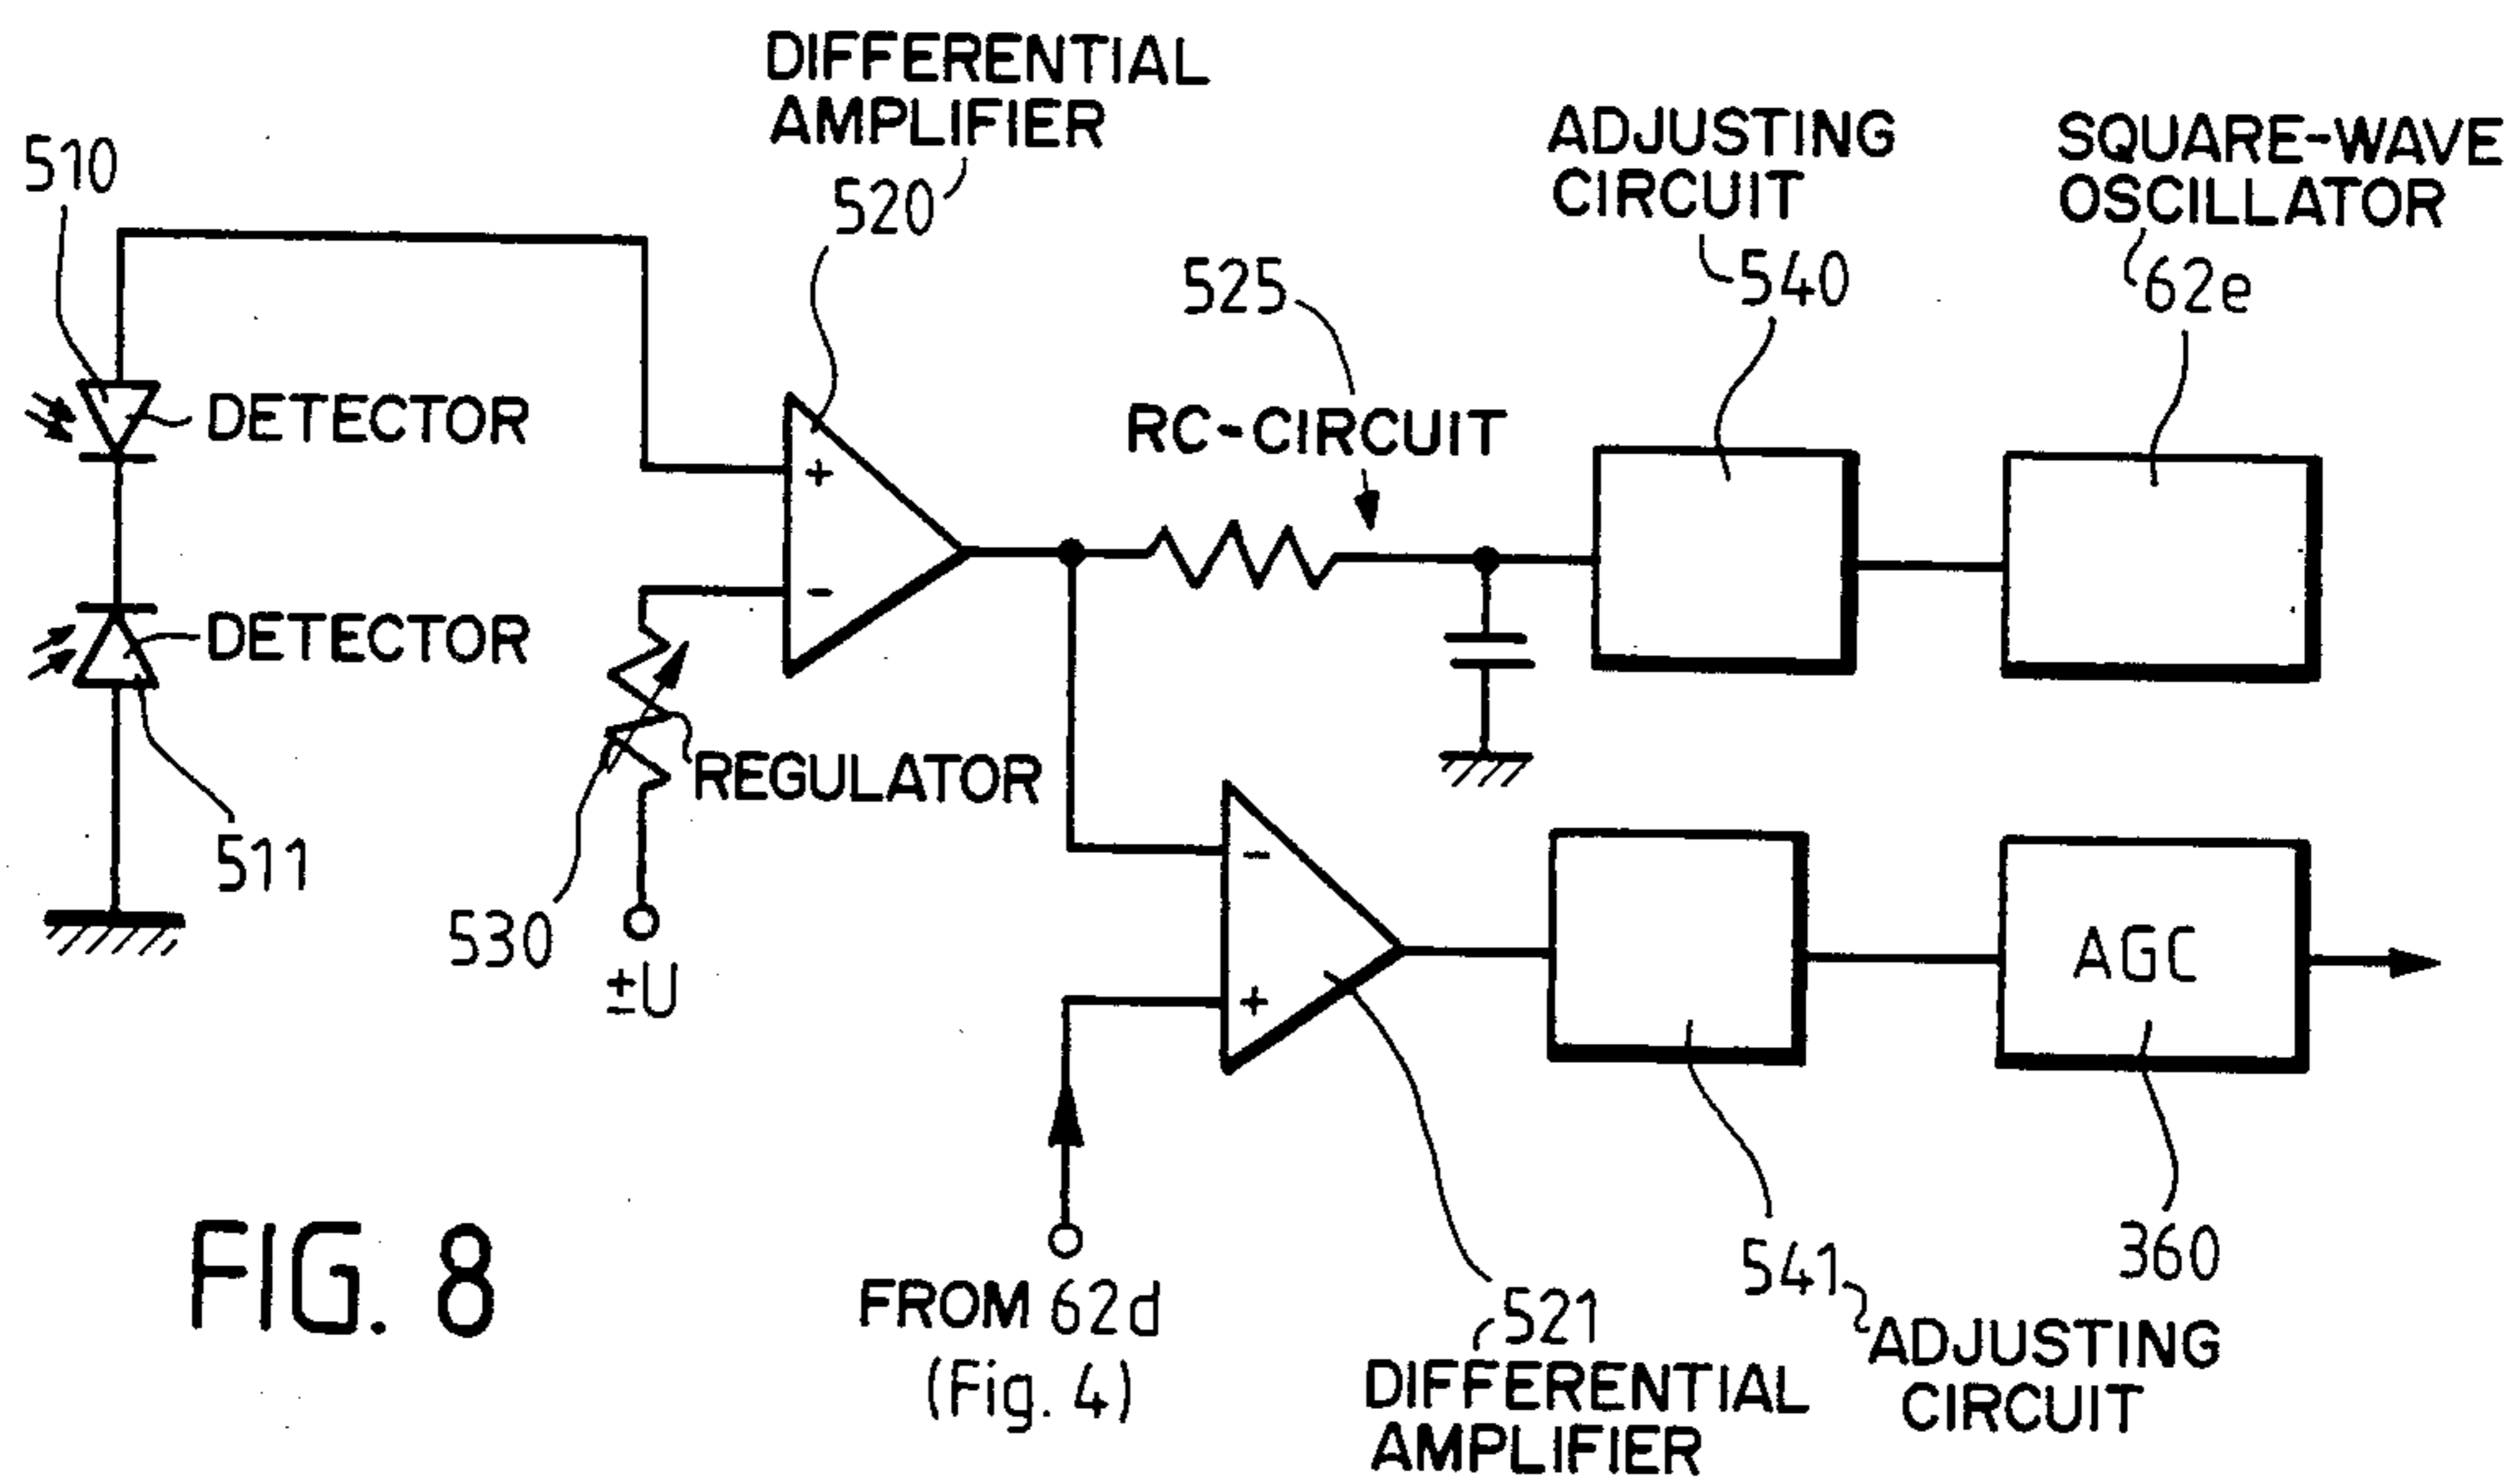 DIFFERENTIAL
AMPLIFIER
520
510
ADJUSTING
CIRCUIT
540
SQUARE-WAVE
OSCILLATOR
62e
525
RC-CIRCUIT
DETECTOR
+
-
DETECTOR
REGULATOR
511
530
±U
-
+
AGC
FROM 62d
(Fig. 4)
521
DIFFERENTIAL
AMPLIFIER
541
ADJUSTING
CIRCUIT
360
FIG. 8